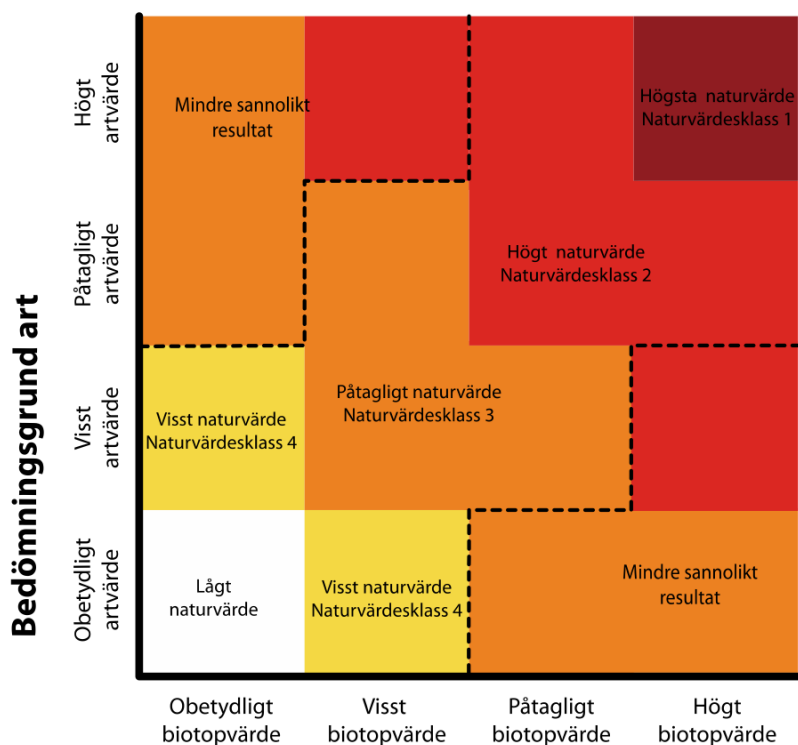 Bedömningsgrund art
Högt
artvärde
Påtagligt
artvärde
Visst
artvärde
Obetydligt
artvärde
Mindre sannolikt
resultat
Högsta naturvärde
Naturvärdesklass 1
Högt naturvärde
Naturvärdesklass 2
Påtagligt naturvärde
Naturvärdesklass 3
Visst naturvärde
Naturvärdesklass 4
Lågt
naturvärde
Visst naturvärde
Naturvärdesklass 4
Mindre sannolikt
resultat
Obetydligt
biotopvärde
Visst
biotopvärde
Påtagligt
biotopvärde
Högt
biotopvärde